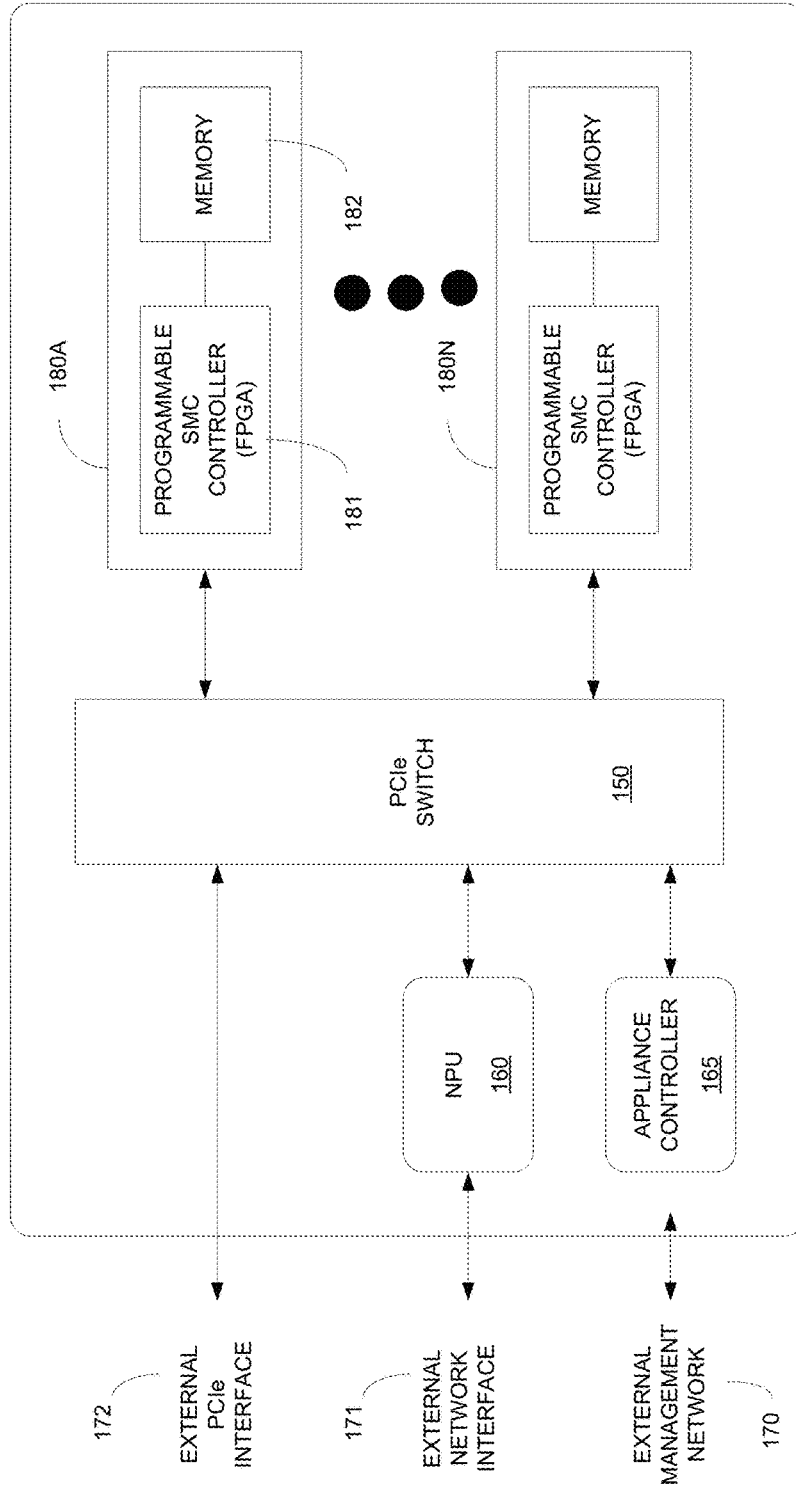 172
EXTERNAL
PCIe
INTERFACE
171
EXTERNAL
NETWORK
INTERFACE
EXTERNAL
MANAGEMENT
NETWORK
170
NPU
160
APPLIANCE
CONTROLLER
165
PCIe
SWITCH
150
180A
PROGRAMMABLE
SMC
CONTROLLER
(FPGA)
181
MEMORY
182
180N
PROGRAMMABLE
SMC
CONTROLLER
(FPGA)
MEMORY